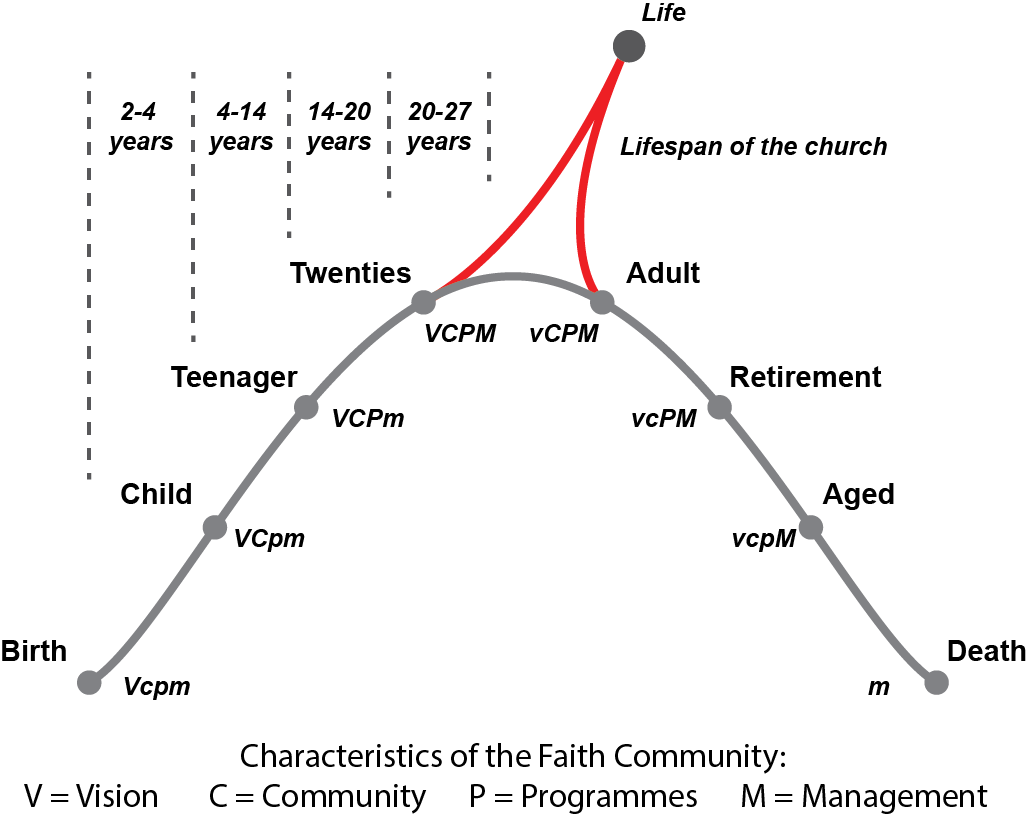 Life
2-4 years
4-14 years
14-20 years
20-27 years
Lifespan of the church
Twenties
Adult
VCPM
vCPM
Teenager
Retirement
VCPm
vcPM
Child
Aged
VCpm
vcpM
Birth
Death
Vcpm
m
Characteristics of the Faith Community:
V = Vision C = Community P = Programmes M = Management